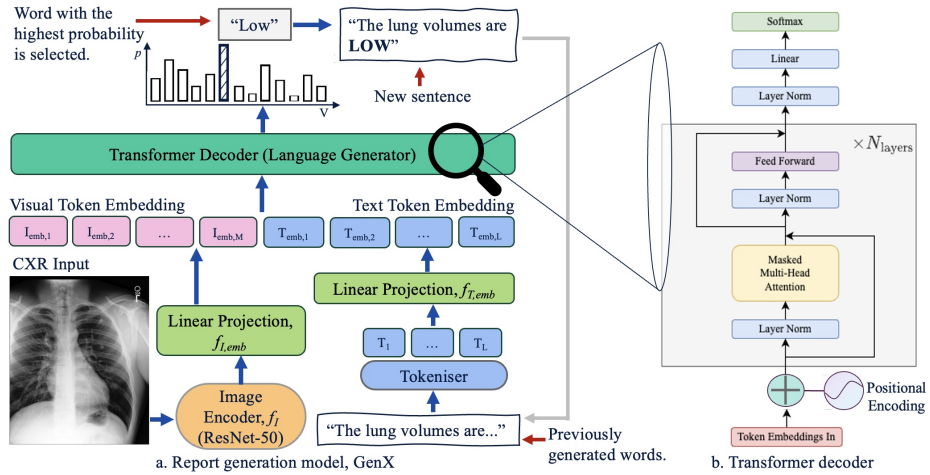 Word with the
highest probability
is selected.
"Low"
"The lung volumes are
LOW"
New sentence
p
V
Transformer Decoder (Language Generator)
Visual Token Embedding
Text Token Embedding
I_emb,1
I_emb,2
...
I_emb,M
T_emb,1
T_emb,2
...
T_emb,L
CXR Input
Linear Projection,
f_I,emb
Linear Projection, f_T,emb
T_1
...
T_L
Tokeniser
Image
Encoder, f_I
(ResNet-50)
"The lung volumes are..."
Previously
generated words.
a. Report generation model, GenX
Softmax
Linear
Layer Norm
× N_layers
Feed Forward
Layer Norm
Masked
Multi-Head
Attention
Layer Norm
Positional
Encoding
Token Embeddings In
b. Transformer decoder